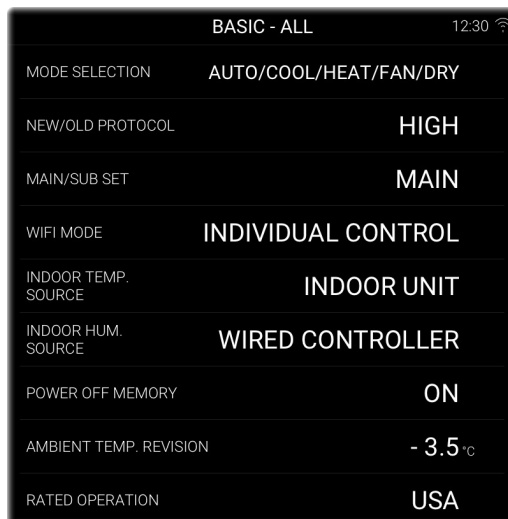 BASIC - ALL 12:30
MODE SELECTION AUTO/COOL/HEAT/FAN/DRY
NEW/OLD PROTOCOL HIGH
MAIN/SUB SET MAIN
WIFI MODE INDIVIDUAL CONTROL
INDOOR TEMP.
SOURCE INDOOR UNIT
INDOOR HUM.
SOURCE WIRED CONTROLLER
POWER OFF MEMORY ON
AMBIENT TEMP. REVISION - 3.5 °C
RATED OPERATION USA